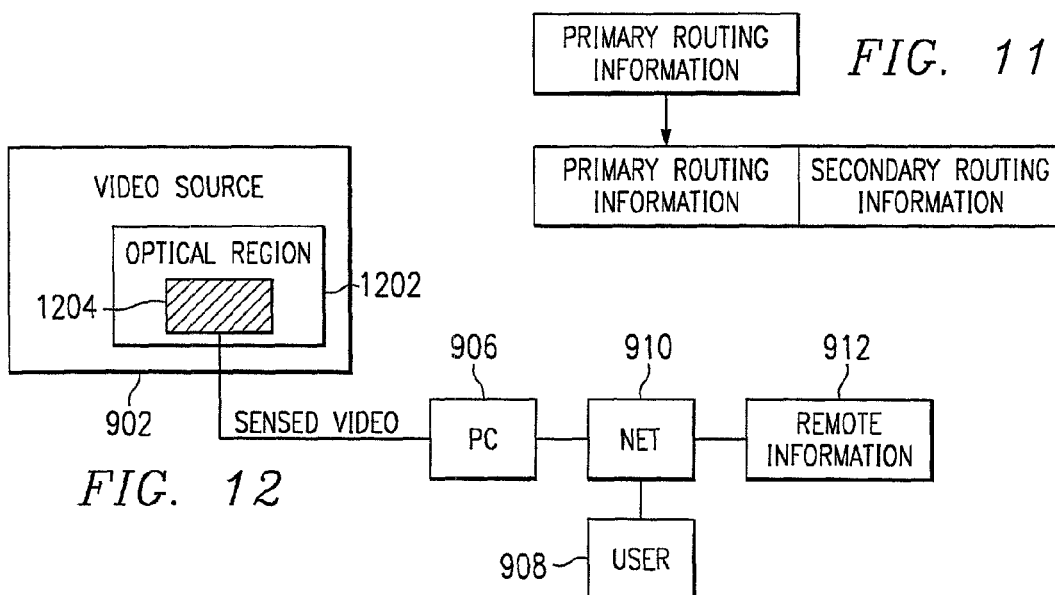 PRIMARY ROUTING
INFORMATION
FIG. 11
PRIMARY ROUTING
INFORMATION
SECONDARY ROUTING
INFORMATION
VIDEO SOURCE
OPTICAL REGION
1204
1202
902
SENSED VIDEO
906
PC
910
NET
912
REMOTE
INFORMATION
908
USER
FIG. 12